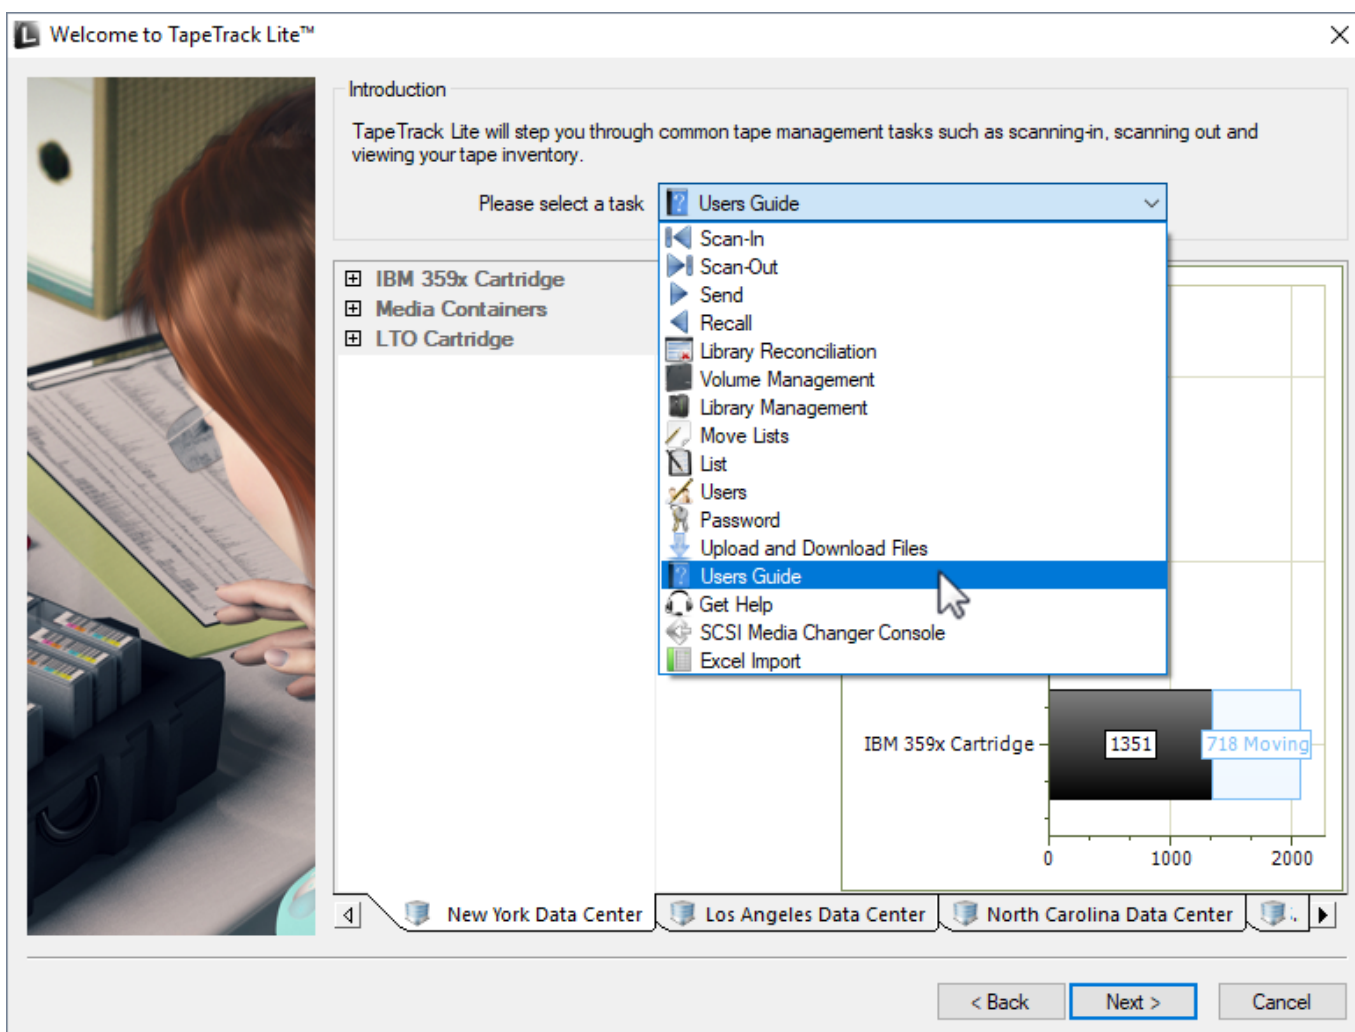 Welcome to TapeTrack Lite™
Introduction
TapeTrack Lite will step you through common tape management tasks such as scanning-in, scanning out and
viewing your tape inventory.
Please select a task
Users Guide
Scan-In
Scan-Out
Send
Recall
Library Reconciliation
Volume Management
Library Management
Move Lists
List
Users
Password
Upload and Download Files
Users Guide
Get Help
SCSI Media Changer Console
Excel Import
IBM 359x Cartridge
Media Containers
LTO Cartridge
IBM 359x Cartridge
1351
718 Moving
0 1000 2000
New York Data Center
Los Angeles Data Center
North Carolina Data Center
< Back
Next >
Cancel